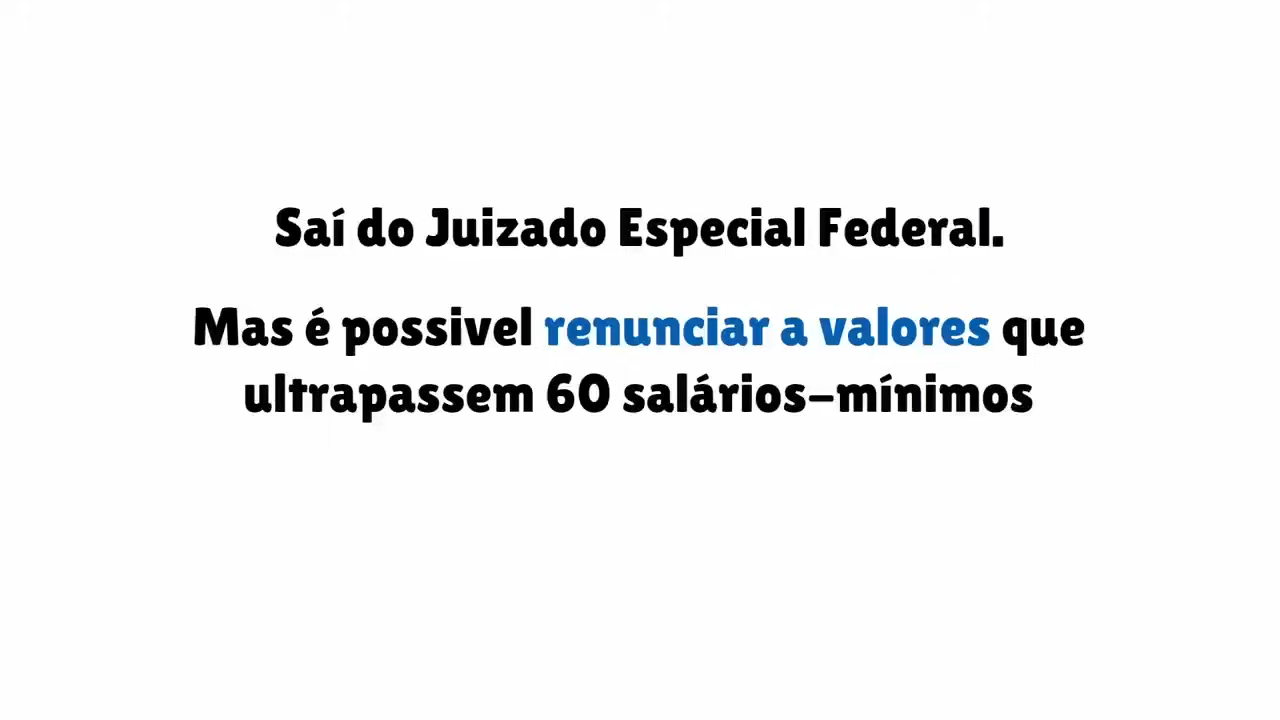 Saí do Juizado Especial Federal.
Mas é possivel renunciar a valores que
ultrapassem 60 salários-mínimos